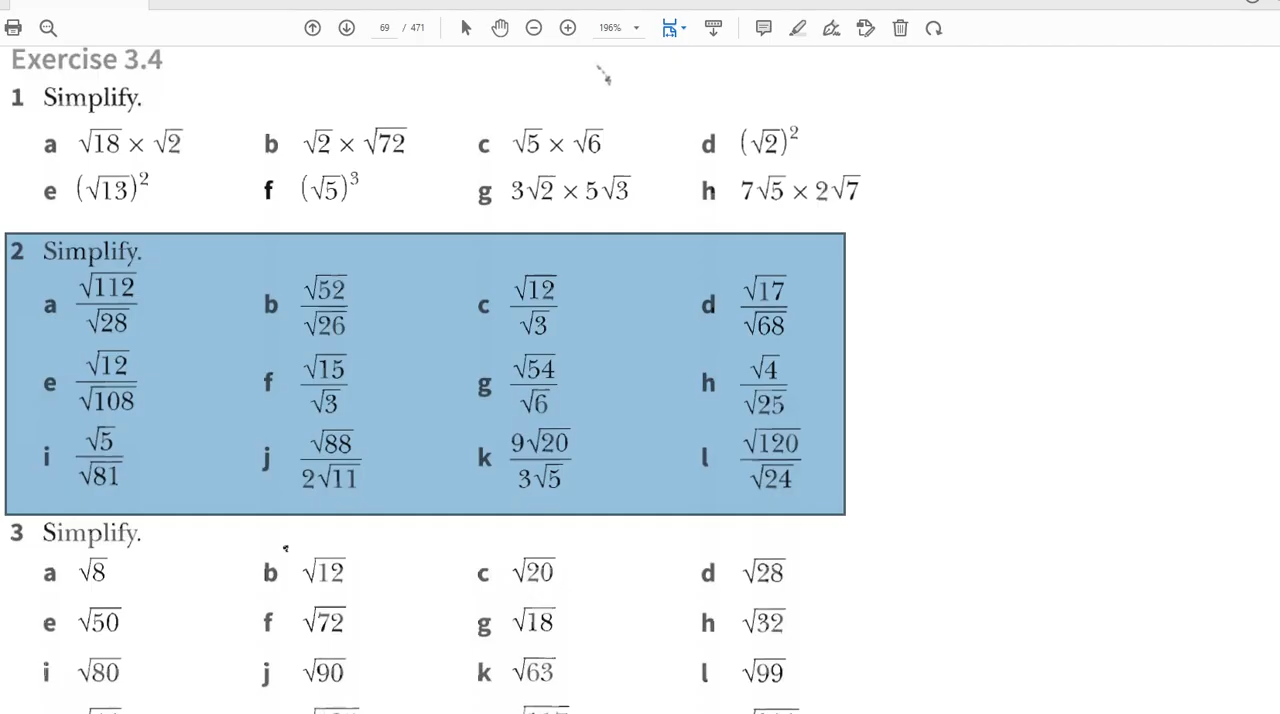 69 / 471 196%
Exercise 3.4
1 Simplify.
a √18 × √2 b √2 × √72 c √5 × √6 d (√2)²
e (√13)² f (√5)³ g 3√2 × 5√3 h 7√5 × 2√7
2 Simplify.
a √112/√28 b √52/√26 c √12/√3 d √17/√68
e √12/√108 f √15/√3 g √54/√6 h √4/√25
i √5/√81 j √88/2√11 k 9√20/3√5 l √120/√24
3 Simplify.
a √8 b √12 c √20 d √28
e √50 f √72 g √18 h √32
i √80 j √90 k √63 l √99